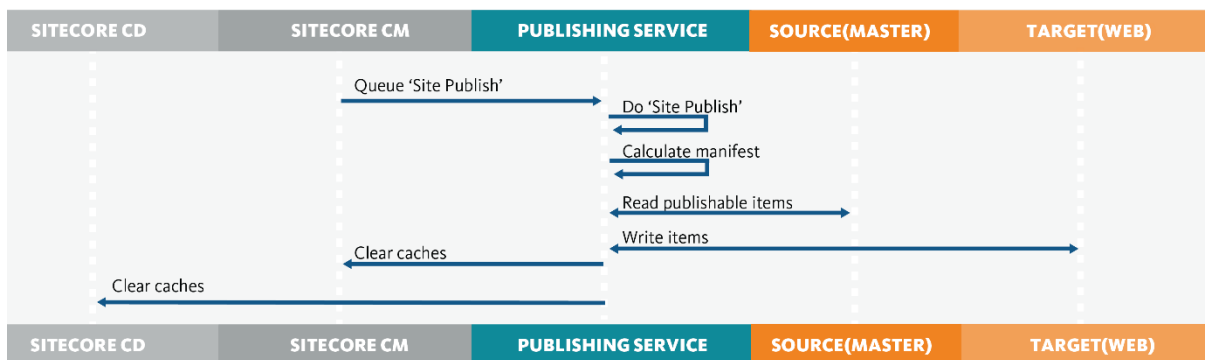 SITECORE CD SITECORE CM PUBLISHING SERVICE SOURCE(MASTER) TARGET(WEB)
Queue ‘Site Publish’
Do ‘Site Publish’
Calculate manifest
Read publishable items
Write items
Clear caches
Clear caches
SITECORE CD SITECORE CM PUBLISHING SERVICE SOURCE(MASTER) TARGET(WEB)